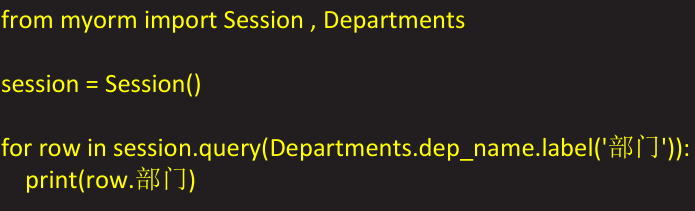 from myorm import Session , Departments
session = Session()
for row in session.query(Departments.dep_name.label('部门')):
    print(row.部门)